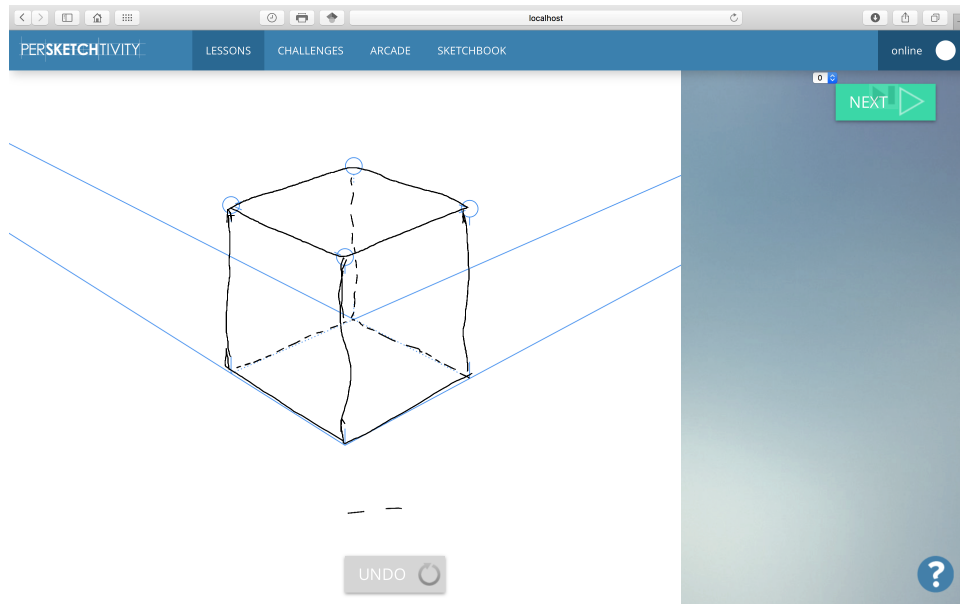 localhost
PERSKETCHTIVITY LESSONS CHALLENGES ARCADE SKETCHBOOK online
0
NEXT
UNDO
?